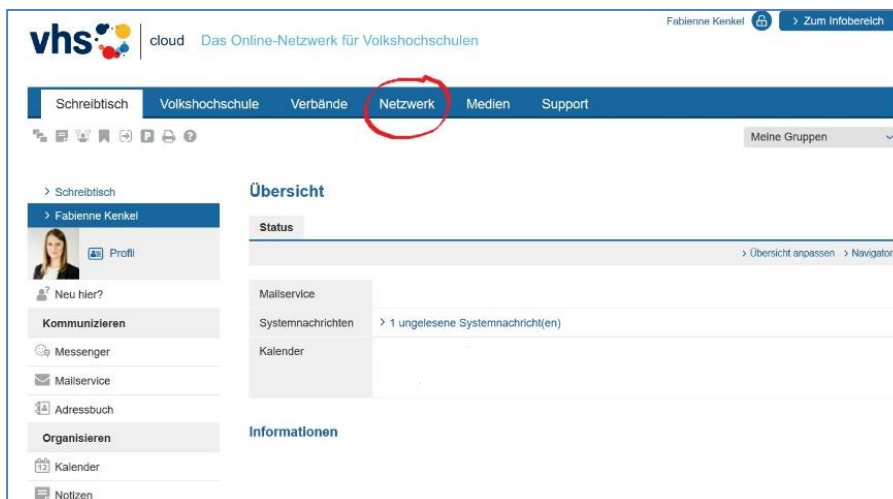 Fabienne Kenkel > Zum Infobereich
vhs cloud Das Online-Netzwerk für Volkshochschulen
Schreibtisch Volkshochschule Verbände Netzwerk Medien Support
Meine Gruppen
> Schreibtisch
> Fabienne Kenkel
Profil
Neu hier?
Kommunizieren
Messenger
Mailservice
Adressbuch
Organisieren
Kalender
Notizen
Übersicht
Status
> Übersicht anpassen > Navigator
Mailservice
Systemnachrichten > 1 ungelesene Systemnachricht(en)
Kalender
Informationen